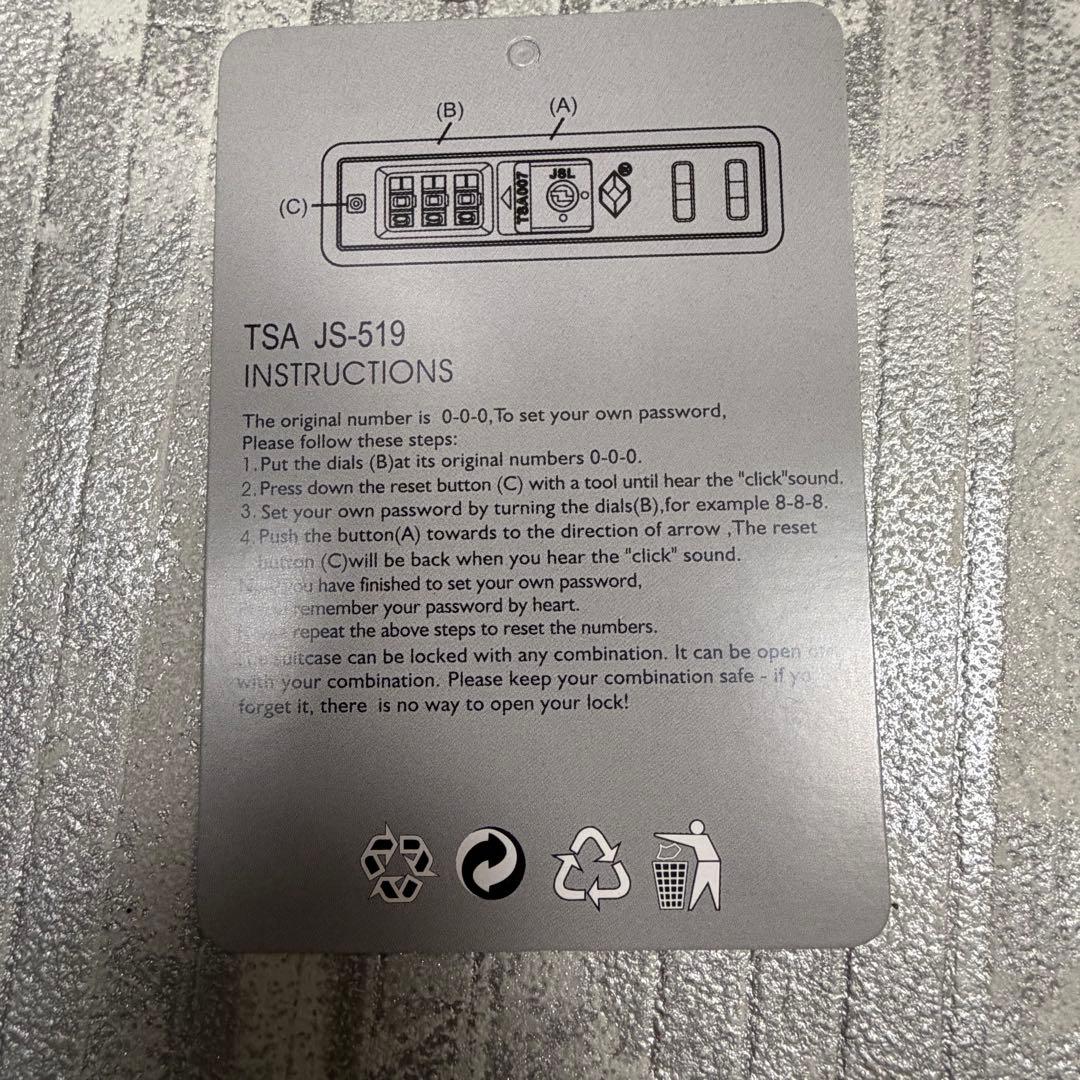 (B) (A)
(C)
TSA007
JSL
®
TSA JS-519
INSTRUCTIONS
The original number is 0-0-0,To set your own password,
Please follow these steps:
1.Put the dials (B)at its original numbers 0-0-0.
2.Press down the reset button (C) with a tool until hear the "click"sound.
3. Set your own password by turning the dials(B),for example 8-8-8.
4.Push the button(A) towards to the direction of arrow ,The reset
button (C)will be back when you hear the "click" sound.
you have finished to set your own password,
remember your password by heart.
repeat the above steps to reset the numbers.
suitcase can be locked with any combination. It can be open
with your combination. Please keep your combination safe - if
forget it, there is no way to open your lock!